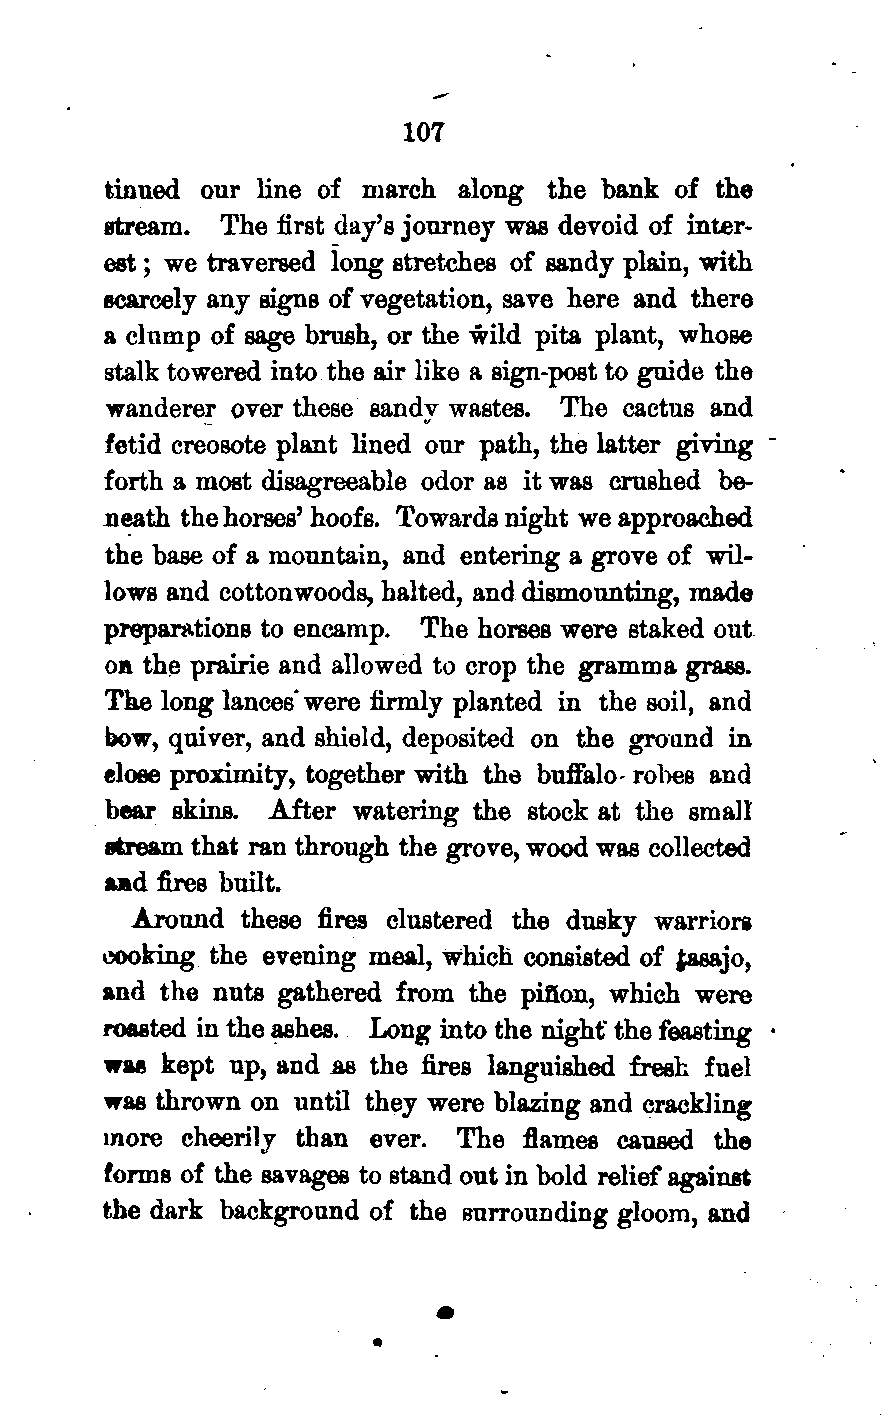 107
tinued our line of march along the bank of the
stream. The first day's journey was devoid of inter-
est; we traversed long stretches of sandy plain, with
scarcely any signs of vegetation, save here and there
a clump of sage brush, or the wild pita plant, whose
stalk towered into the air like a sign-post to guide the
wanderer over these sandy wastes. The cactus and
fetid creosote plant lined our path, the latter giving
forth a most disagreeable odor as it was crushed be-
neath the horses' hoofs. Towards night we approached
the base of a mountain, and entering a grove of wil-
lows and cottonwoods, halted, and dismounting, made
preparations to encamp. The horses were staked out
on the prairie and allowed to crop the gramma grass.
The long lances were firmly planted in the soil, and
bow, quiver, and shield, deposited on the ground in
close proximity, together with the buffalo robes and
bear skins. After watering the stock at the small
stream that ran through the grove, wood was collected
and fires built.
Around these fires clustered the dusky warriors
cooking the evening meal, which consisted of tasajo,
and the nuts gathered from the piñon, which were
roasted in the ashes. Long into the night the feasting
was kept up, and as the fires languished fresh fuel
was thrown on until they were blazing and crackling
more cheerily than ever. The flames caused the
forms of the savages to stand out in bold relief against
the dark background of the surrounding gloom, and